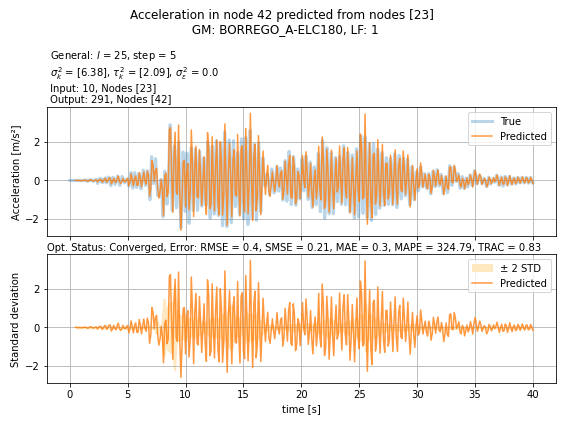 Acceleration in node 42 predicted from nodes [23]
GM: BORREGO_A-ELC180, LF: 1
General: l = 25, step = 5
σ²ₖ = [6.38], τ²ₖ = [2.09], σ²ε = 0.0
Input: 10, Nodes [23]
Output: 291, Nodes [42]
Acceleration [m/s²]
2
0
−2
True
Predicted
Opt. Status: Converged, Error: RMSE = 0.4, SMSE = 0.21, MAE = 0.3, MAPE = 324.79, TRAC = 0.83
Standard deviation
2
0
−2
± 2 STD
Predicted
0 5 10 15 20 25 30 35 40
time [s]